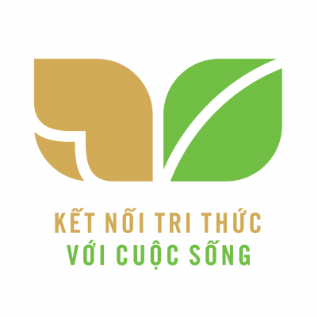 KẾT NỐI TRI THỨC
VỚI CUỘC SỐNG